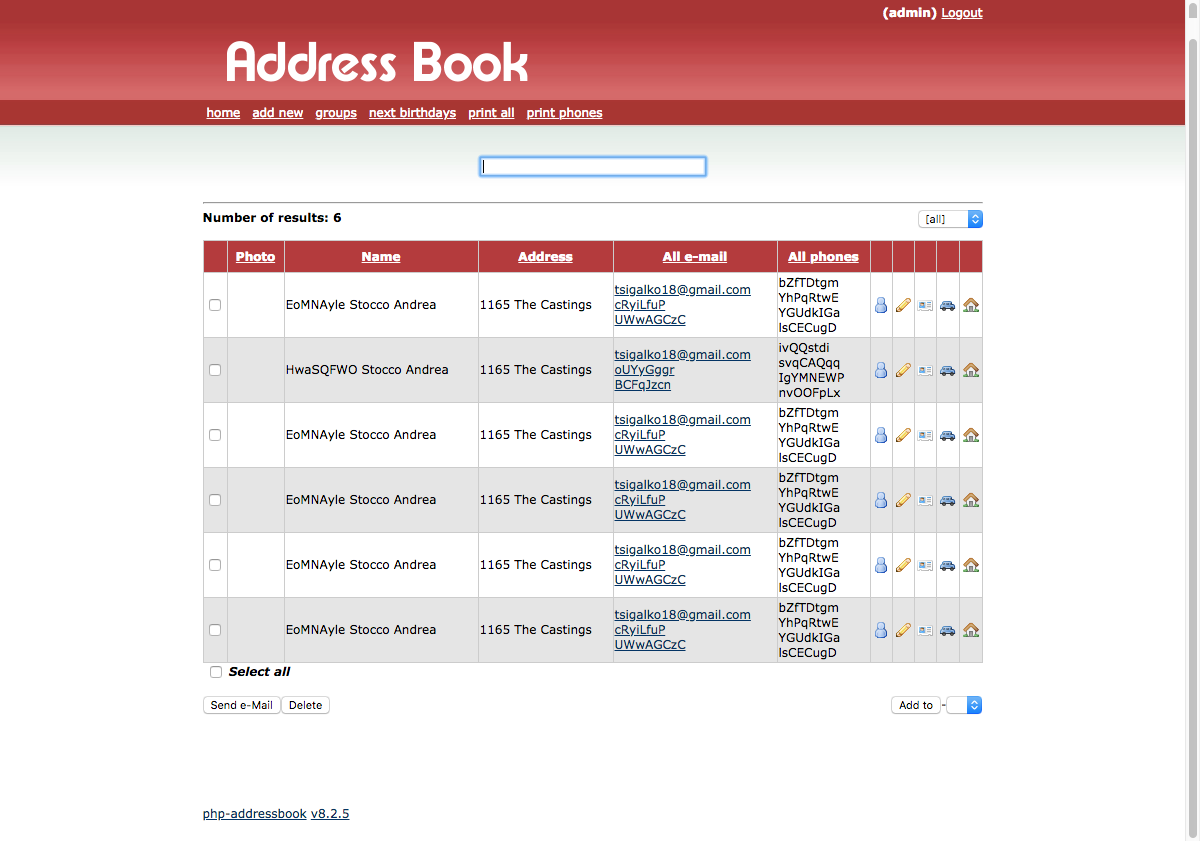 (admin) Logout
Address Book
home add new groups next birthdays print all print phones
Number of results: 6
[all]
Photo Name Address All e-mail All phones
EoMNAyle Stocco Andrea 1165 The Castings
tsigalko18@gmail.com
cRyiLfuP
UWwAGCzC
bZfTDtgm
YhPqRtwE
YGUdkIGa
lsCECugD
HwaSQFWO Stocco Andrea 1165 The Castings
tsigalko18@gmail.com
oUYyGggr
BCFqJzcn
ivQQstdi
svqCAQqq
IgYMNEWP
nvOOFpLx
EoMNAyle Stocco Andrea 1165 The Castings
tsigalko18@gmail.com
cRyiLfuP
UWwAGCzC
bZfTDtgm
YhPqRtwE
YGUdkIGa
lsCECugD
EoMNAyle Stocco Andrea 1165 The Castings
tsigalko18@gmail.com
cRyiLfuP
UWwAGCzC
bZfTDtgm
YhPqRtwE
YGUdkIGa
lsCECugD
EoMNAyle Stocco Andrea 1165 The Castings
tsigalko18@gmail.com
cRyiLfuP
UWwAGCzC
bZfTDtgm
YhPqRtwE
YGUdkIGa
lsCECugD
EoMNAyle Stocco Andrea 1165 The Castings
tsigalko18@gmail.com
cRyiLfuP
UWwAGCzC
bZfTDtgm
YhPqRtwE
YGUdkIGa
lsCECugD
Select all
Send e-Mail Delete
Add to -
php-addressbook v8.2.5